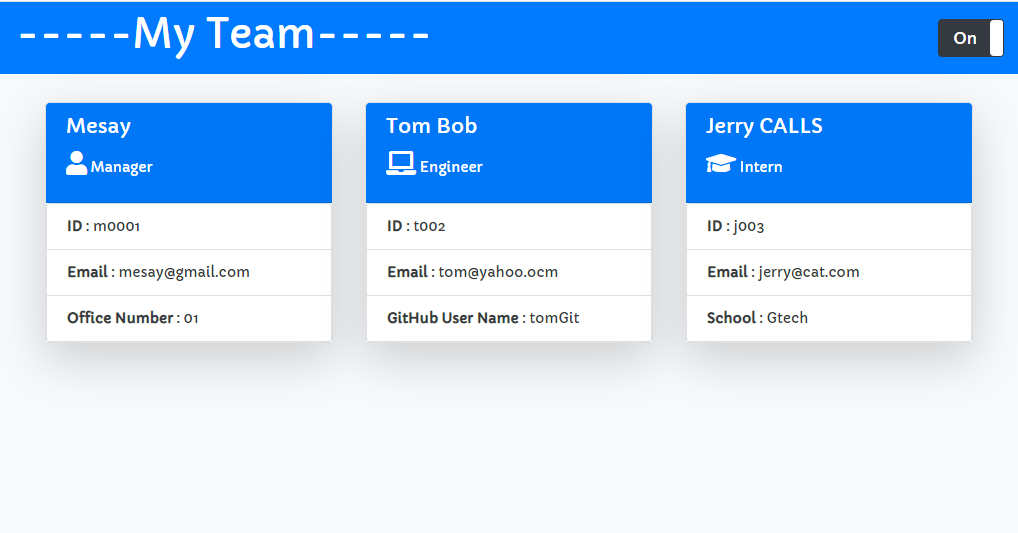 -----My Team-----
On
Mesay
Manager
ID : m0001
Email : mesay@gmail.com
Office Number : 01
Tom Bob
Engineer
ID : t002
Email : tom@yahoo.ocm
GitHub User Name : tomGit
Jerry CALLS
Intern
ID : j003
Email : jerry@cat.com
School : Gtech